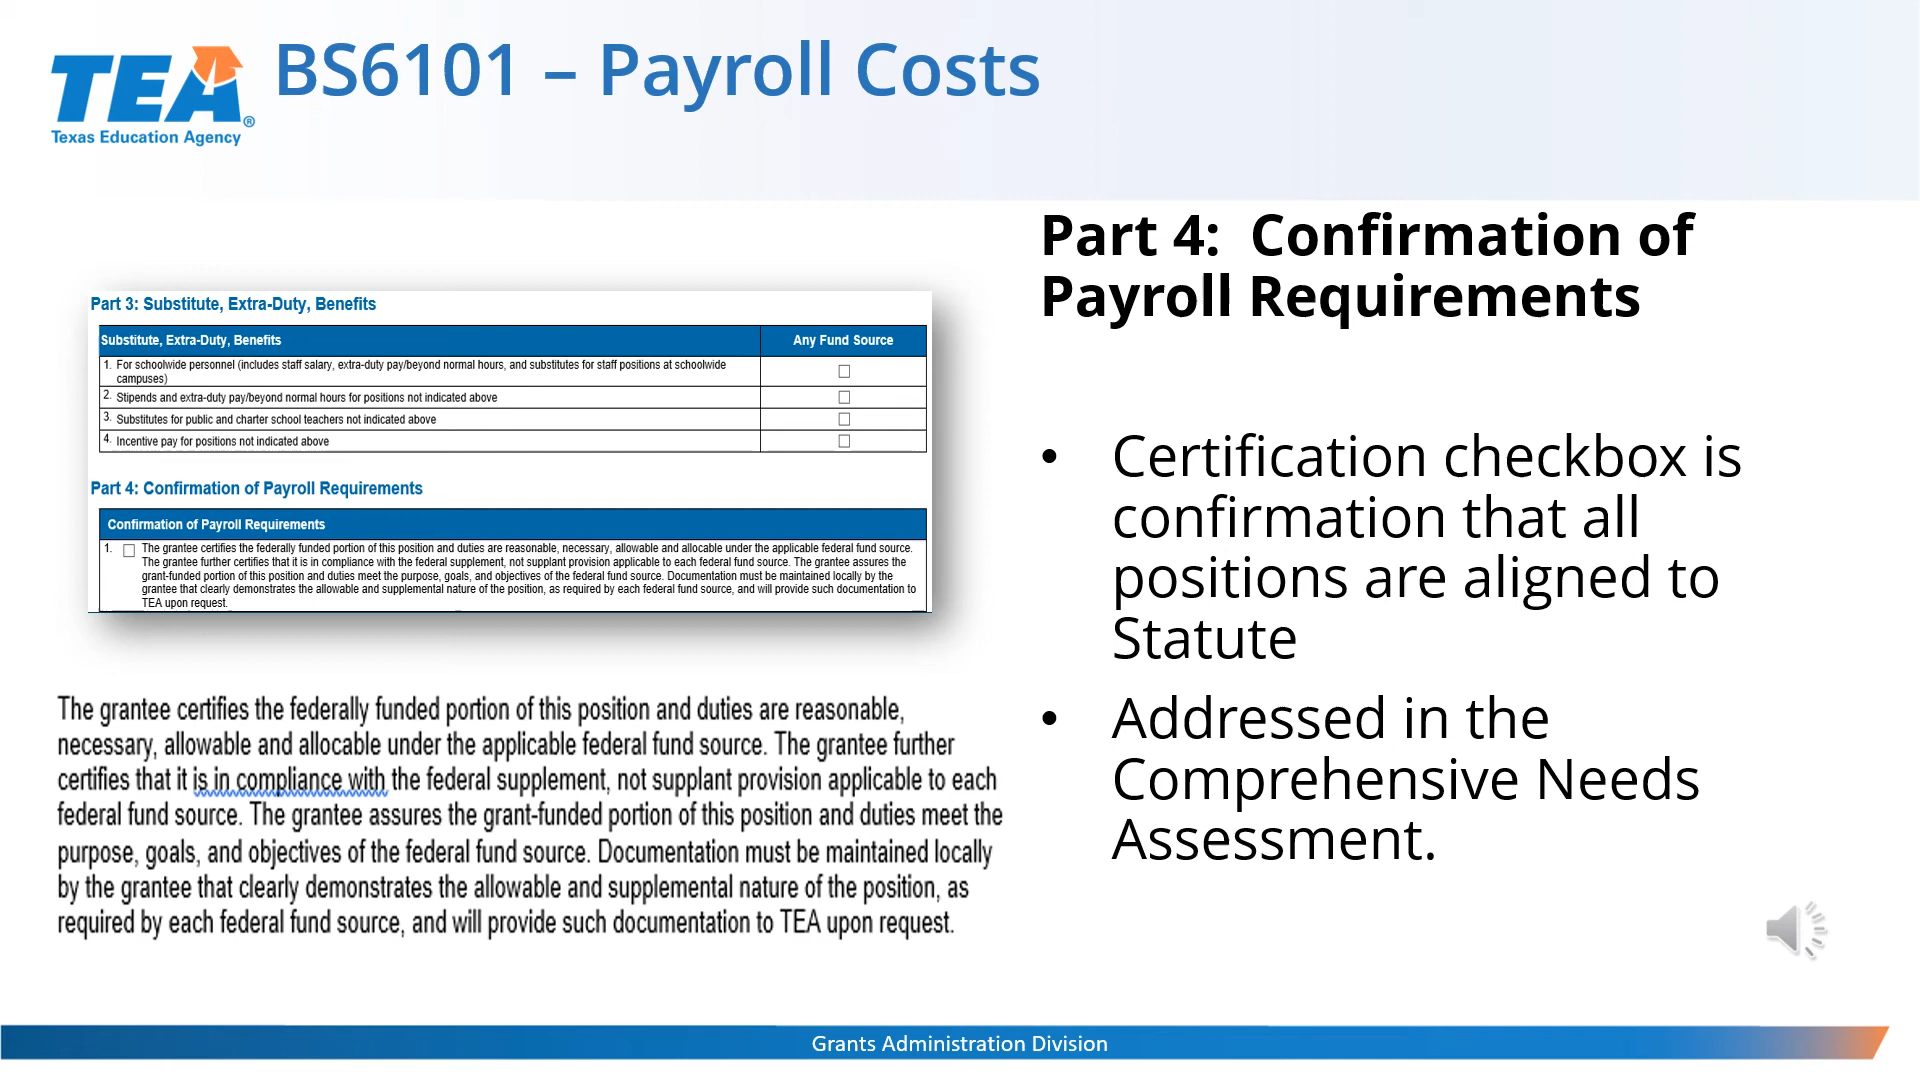 TEA®
Texas Education Agency
BS6101 – Payroll Costs
Part 3: Substitute, Extra-Duty, Benefits
Substitute, Extra-Duty, Benefits Any Fund Source
1. For schoolwide personnel (includes staff salary, extra-duty pay/beyond normal hours, and substitutes for staff positions at schoolwide
campuses)
2. Stipends and extra-duty pay/beyond normal hours for positions not indicated above
3. Substitutes for public and charter school teachers not indicated above
4. Incentive pay for positions not indicated above
Part 4: Confirmation of Payroll Requirements
Confirmation of Payroll Requirements
1. The grantee certifies the federally funded portion of this position and duties are reasonable, necessary, allowable and allocable under the applicable federal fund source.
The grantee further certifies that it is in compliance with the federal supplement, not supplant provision applicable to each federal fund source. The grantee assures the
grant-funded portion of this position and duties meet the purpose, goals, and objectives of the federal fund source. Documentation must be maintained locally by the
grantee that clearly demonstrates the allowable and supplemental nature of the position, as required by each federal fund source, and will provide such documentation to
TEA upon request.
The grantee certifies the federally funded portion of this position and duties are reasonable,
necessary, allowable and allocable under the applicable federal fund source. The grantee further
certifies that it is in compliance with the federal supplement, not supplant provision applicable to each
federal fund source. The grantee assures the grant-funded portion of this position and duties meet the
purpose, goals, and objectives of the federal fund source. Documentation must be maintained locally
by the grantee that clearly demonstrates the allowable and supplemental nature of the position, as
required by each federal fund source, and will provide such documentation to TEA upon request.
Part 4: Confirmation of
Payroll Requirements
• Certification checkbox is
confirmation that all
positions are aligned to
Statute
• Addressed in the
Comprehensive Needs
Assessment.
Grants Administration Division